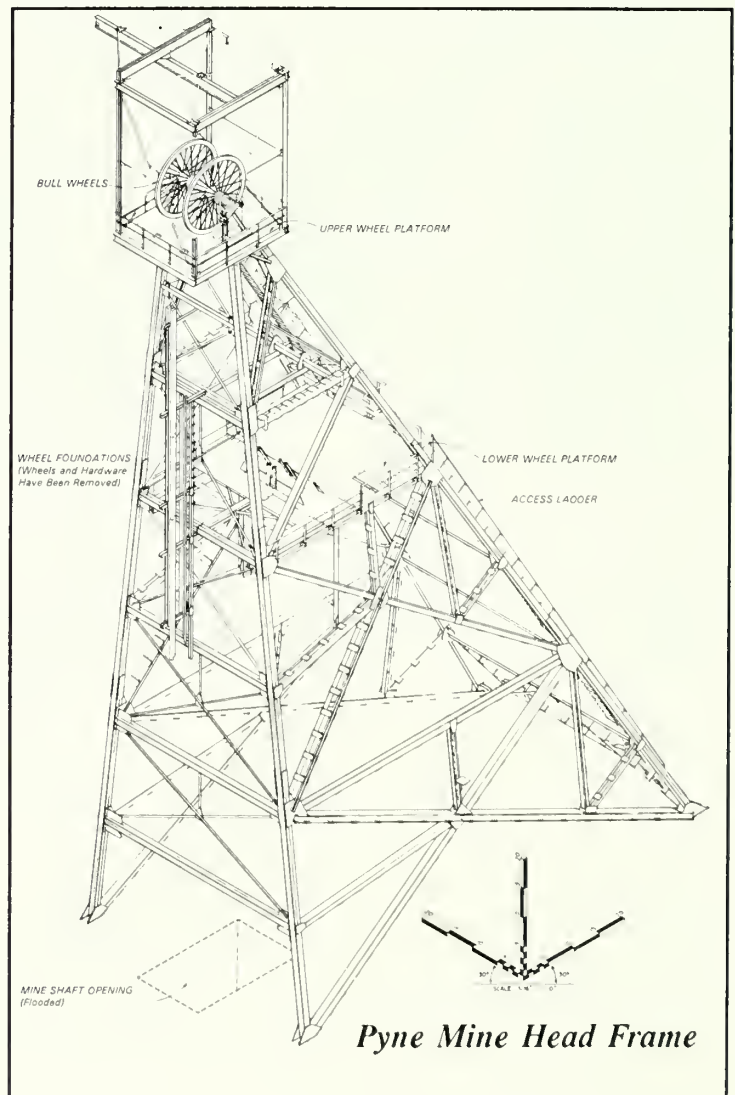 BULL WHEELS
UPPER WHEEL PLATFORM
WHEEL FOUNDATIONS
(Wheels and Hardware
Have Been Removed)
LOWER WHEEL PLATFORM
ACCESS LADDER
MINE SHAFT OPENING
(Flooded)
30°
30°
SCALE
Pyne Mine Head Frame